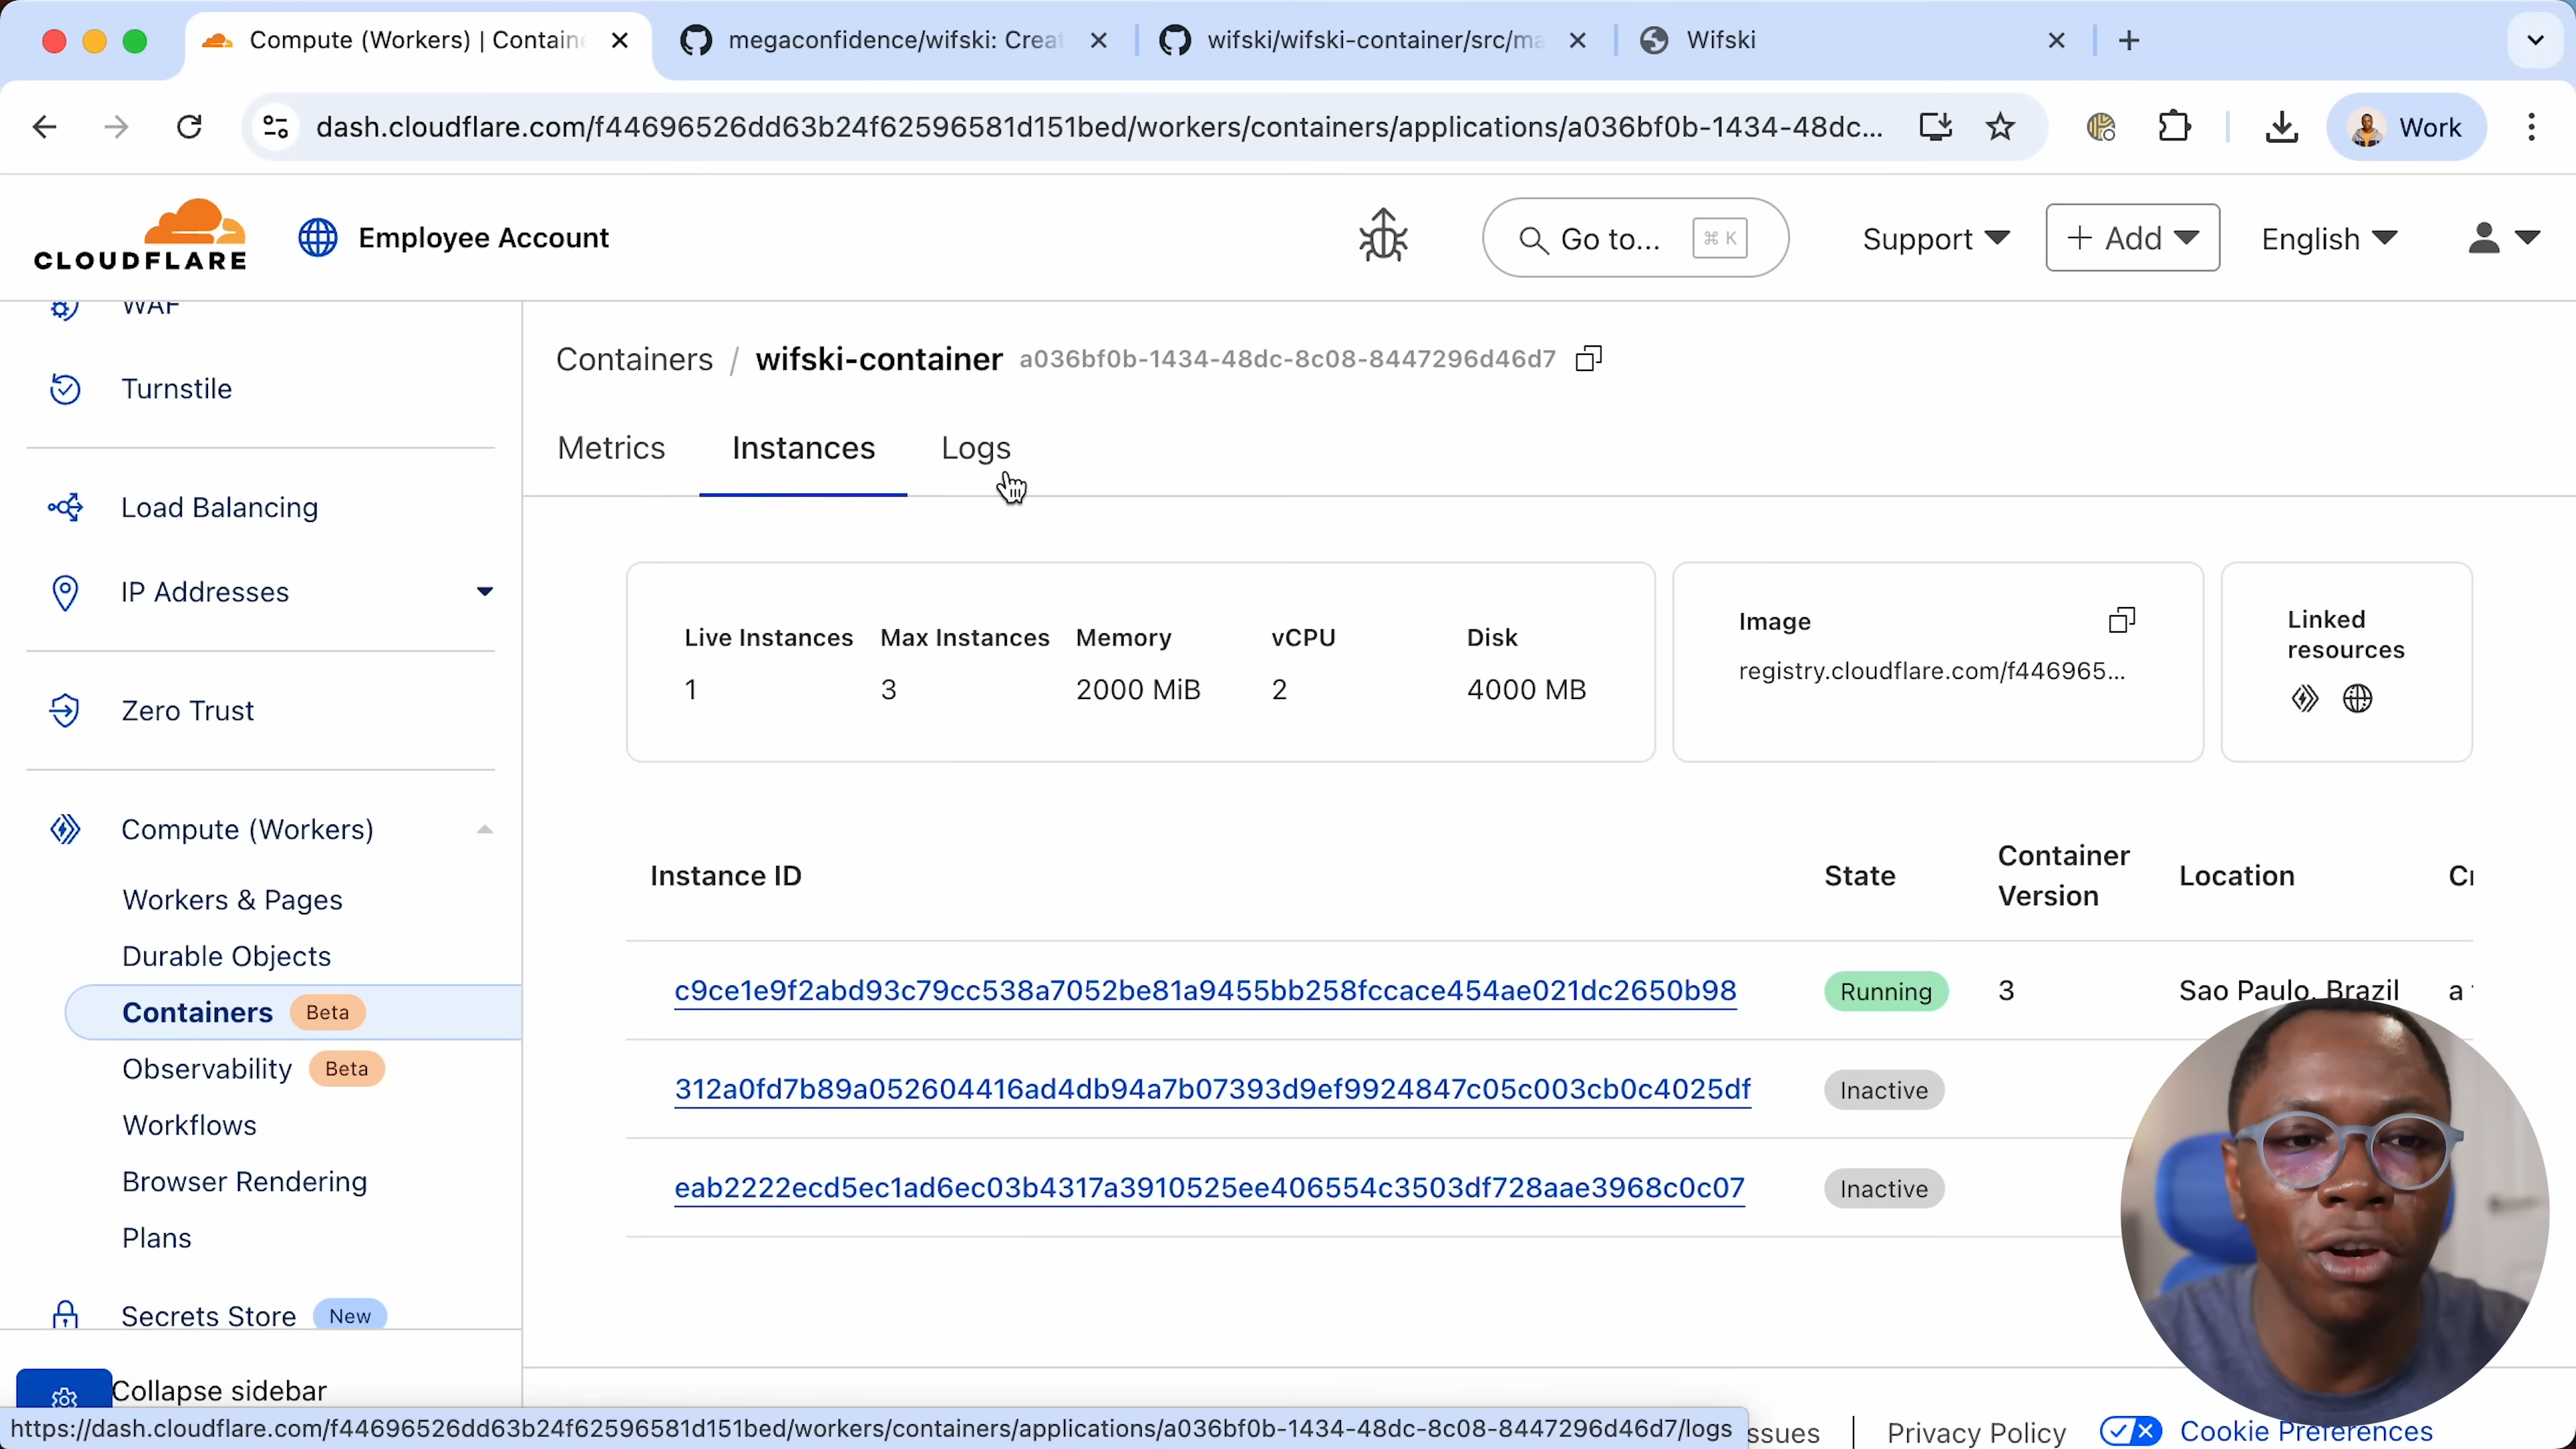 Compute (Workers) | Containe
megaconfidence/wifski: Creat
wifski/wifski-container/src/ma
Wifski
dash.cloudflare.com/f44696526dd63b24f62596581d151bed/workers/containers/applications/a036bf0b-1434-48dc...
Work
CLOUDFLARE
Employee Account
Go to...
⌘ K
Support
+ Add
English
WAF
Turnstile
Load Balancing
IP Addresses
Zero Trust
Compute (Workers)
Workers & Pages
Durable Objects
Containers Beta
Observability Beta
Workflows
Browser Rendering
Plans
Secrets Store New
Collapse sidebar
Containers / wifski-container a036bf0b-1434-48dc-8c08-8447296d46d7
Metrics Instances Logs
Live Instances Max Instances Memory vCPU Disk
1 3 2000 MiB 2 4000 MB
Image
registry.cloudflare.com/f446965...
Linked
resources
Instance ID State Container Version Location
c9ce1e9f2abd93c79cc538a7052be81a9455bb258fccace454ae021dc2650b98 Running 3 Sao Paulo, Brazil a
312a0fd7b89a052604416ad4db94a7b07393d9ef9924847c05c003cb0c4025df Inactive
eab2222ecd5ec1ad6ec03b4317a3910525ee406554c3503df728aae3968c0c07 Inactive
https://dash.cloudflare.com/f44696526dd63b24f62596581d151bed/workers/containers/applications/a036bf0b-1434-48dc-8c08-8447296d46d7/logs
ssues | Privacy Policy Cookie Preferences